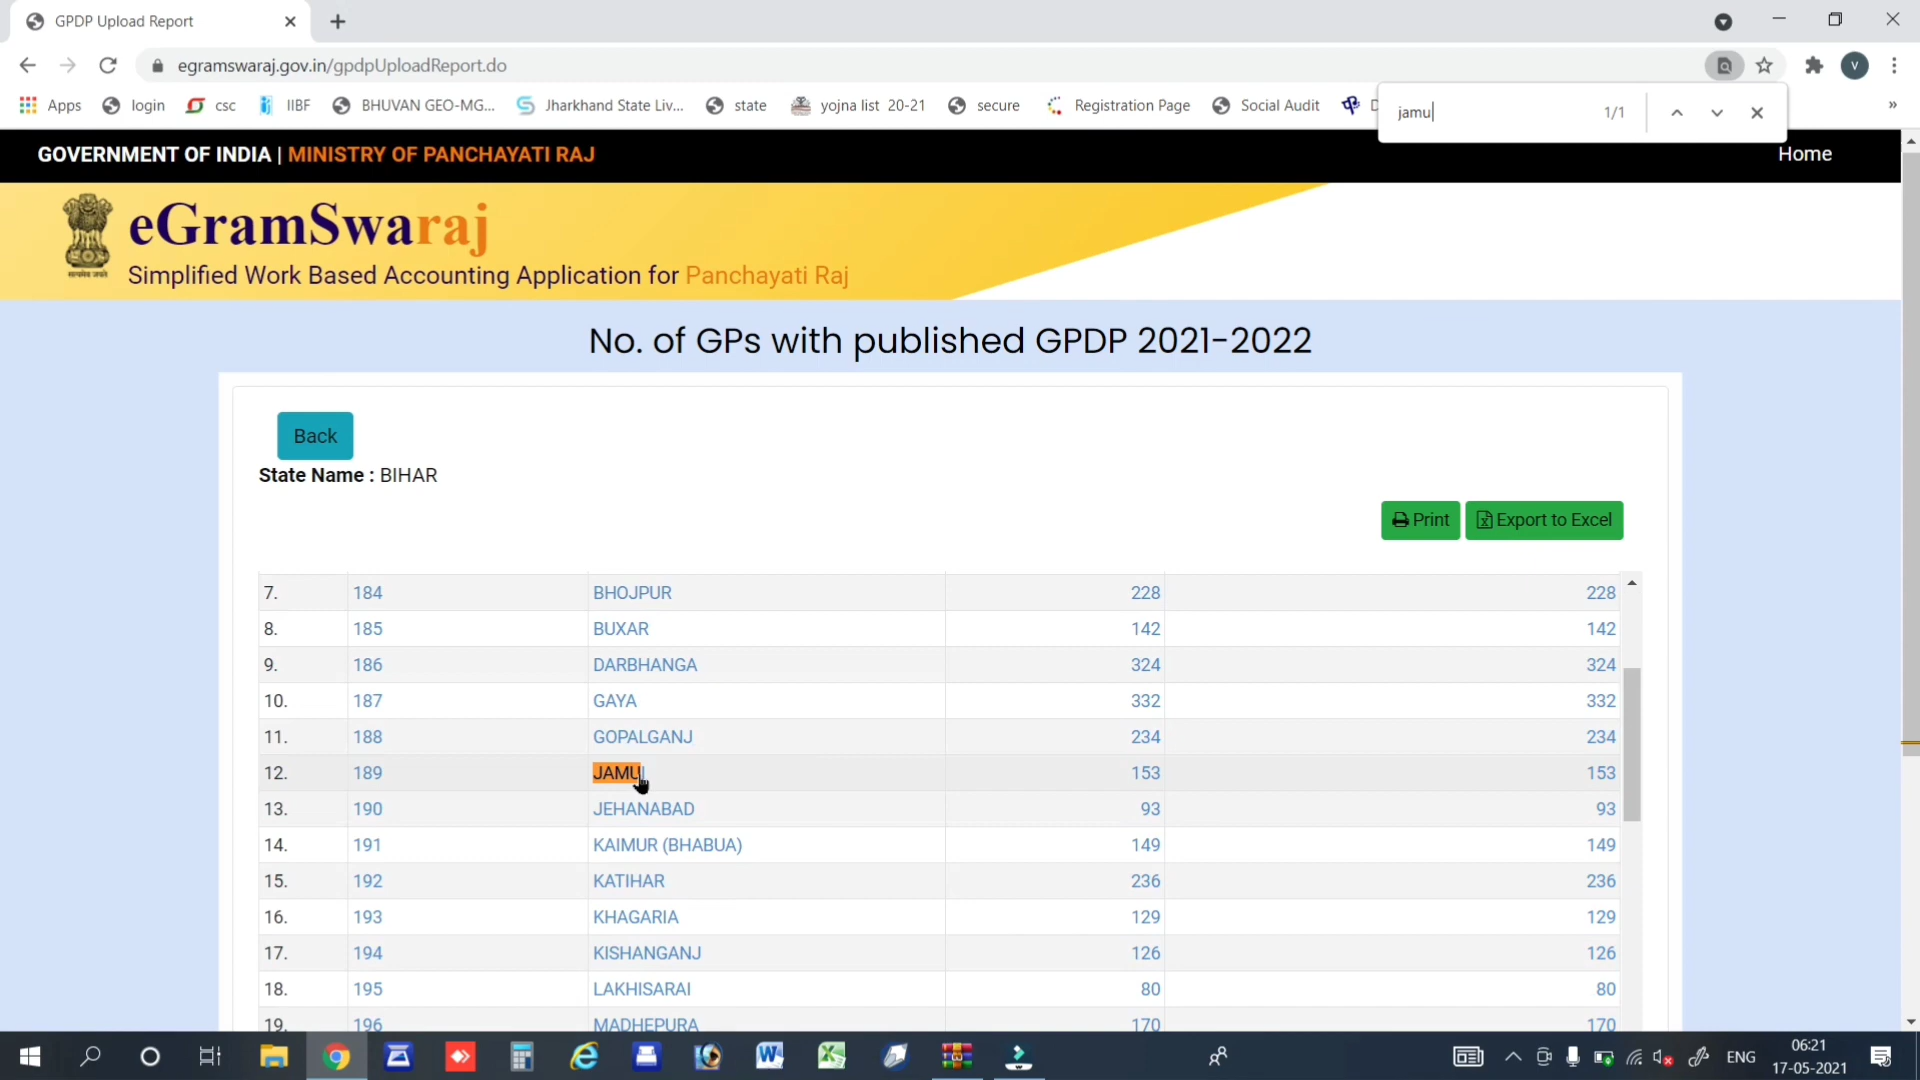 GPDP Upload Report
egramswaraj.gov.in/gpdpUploadReport.do
V
Apps login csc IIBF BHUVAN GEO-MG... Jharkhand State Liv... state yojna list 20-21 secure Registration Page Social Audit D »
jamu 1/1
GOVERNMENT OF INDIA | MINISTRY OF PANCHAYATI RAJ Home
eGramSwaraj
सत्यमेव जयते
Simplified Work Based Accounting Application for Panchayati Raj
No. of GPs with published GPDP 2021-2022
Back
State Name : BIHAR
Print Export to Excel
7. 184 BHOJPUR 228 228
8. 185 BUXAR 142 142
9. 186 DARBHANGA 324 324
10. 187 GAYA 332 332
11. 188 GOPALGANJ 234 234
12. 189 JAMUI 153 153
13. 190 JEHANABAD 93 93
14. 191 KAIMUR (BHABUA) 149 149
15. 192 KATIHAR 236 236
16. 193 KHAGARIA 129 129
17. 194 KISHANGANJ 126 126
18. 195 LAKHISARAI 80 80
19. 196 MADHEPURA 170 170
ENG 06:21
17-05-2021